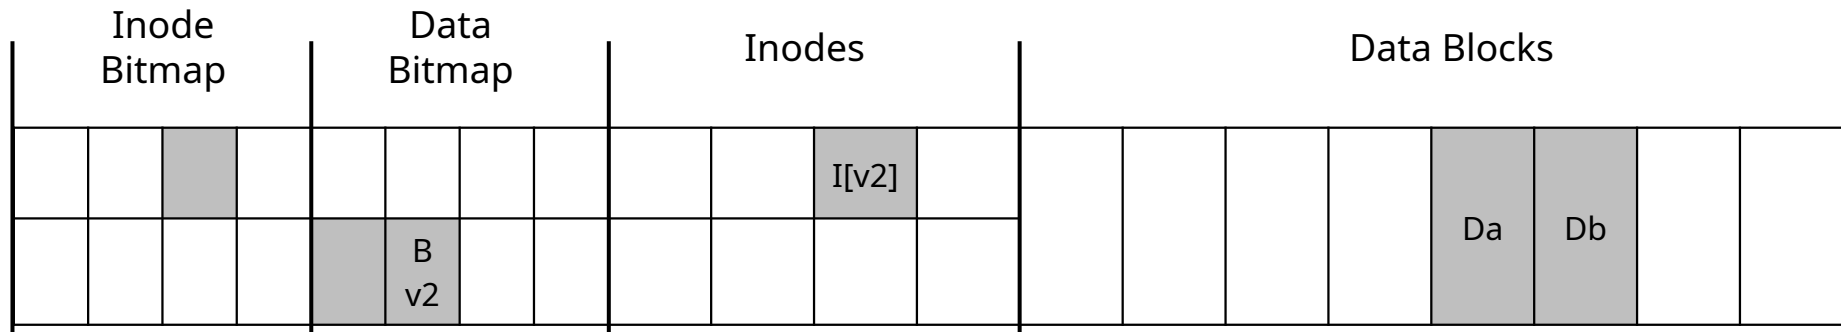 Inode
Bitmap
Data
Bitmap
Inodes
Data Blocks
I[v2]
B
v2
Da
Db